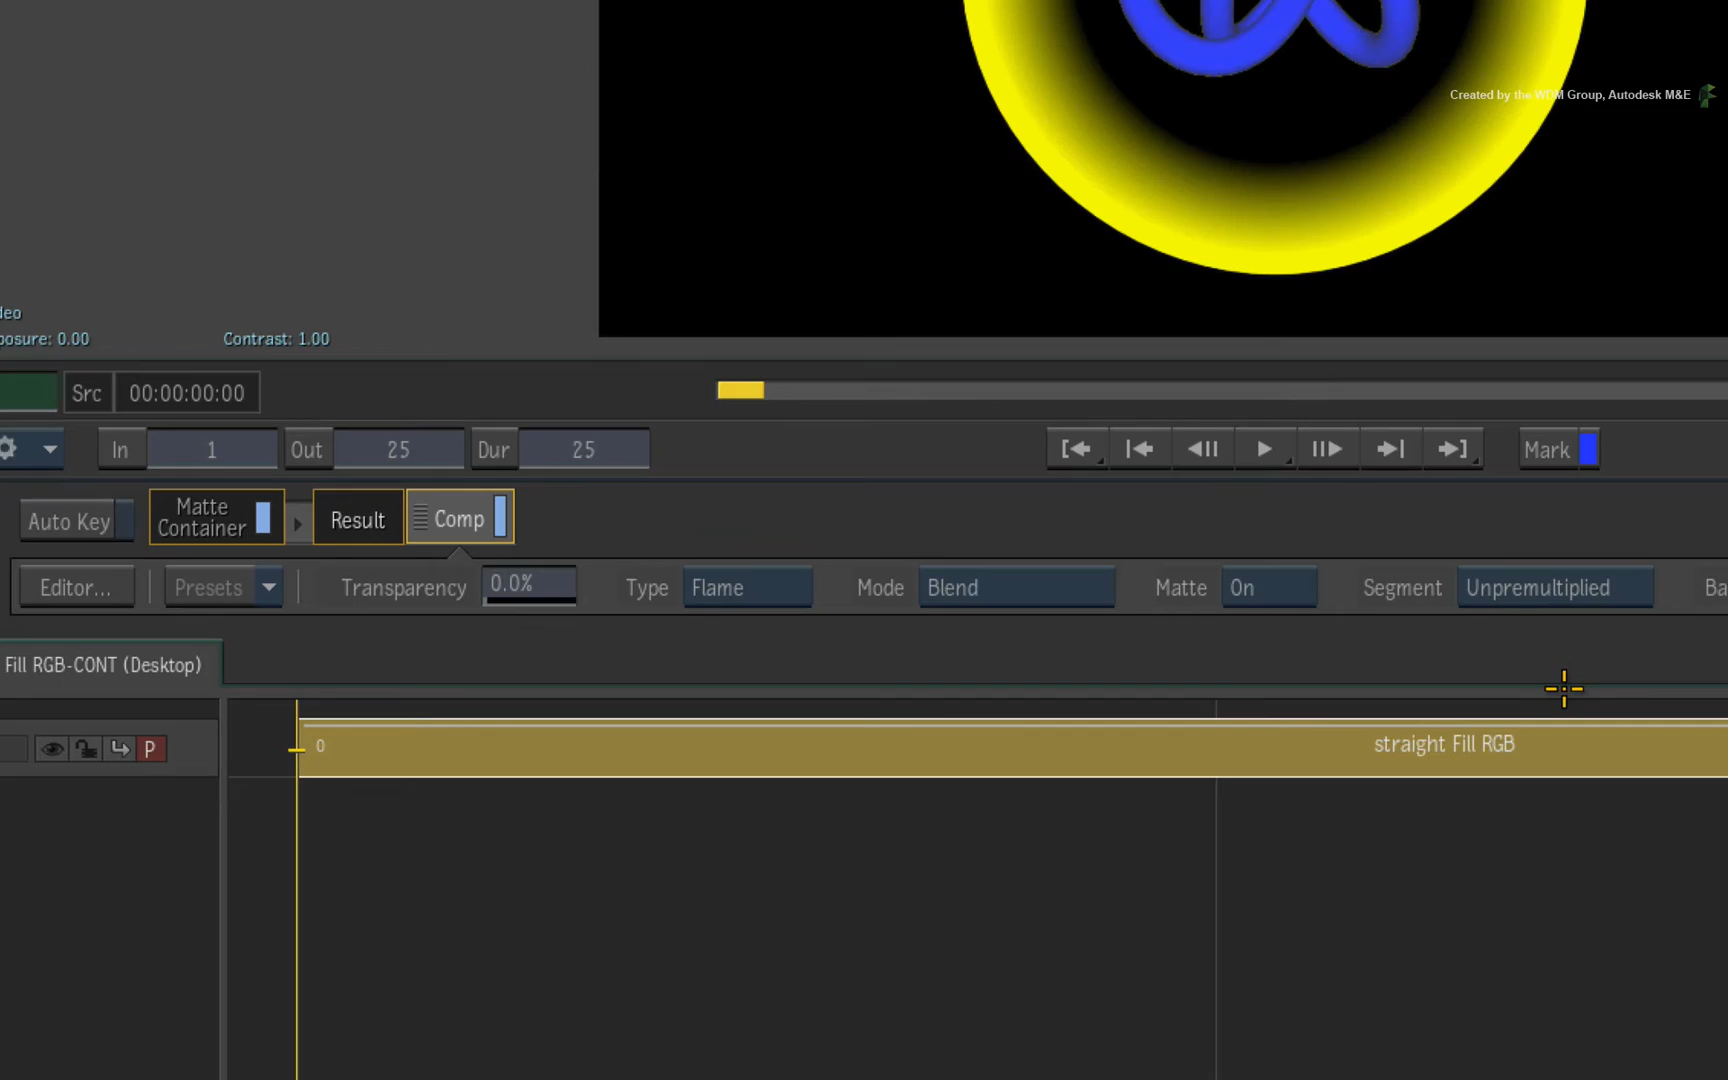 Created by the WDM Group, Autodesk M&E
deo
posure: 0.00 Contrast: 1.00
Src 00:00:00:00
In 1 Out 25 Dur 25 Mark
Auto Key Matte Container Result Comp
Editor... Presets Transparency 0.0% Type Flame Mode Blend Matte On Segment Unpremultiplied Ba
Fill RGB-CONT (Desktop)
P 0 straight Fill RGB